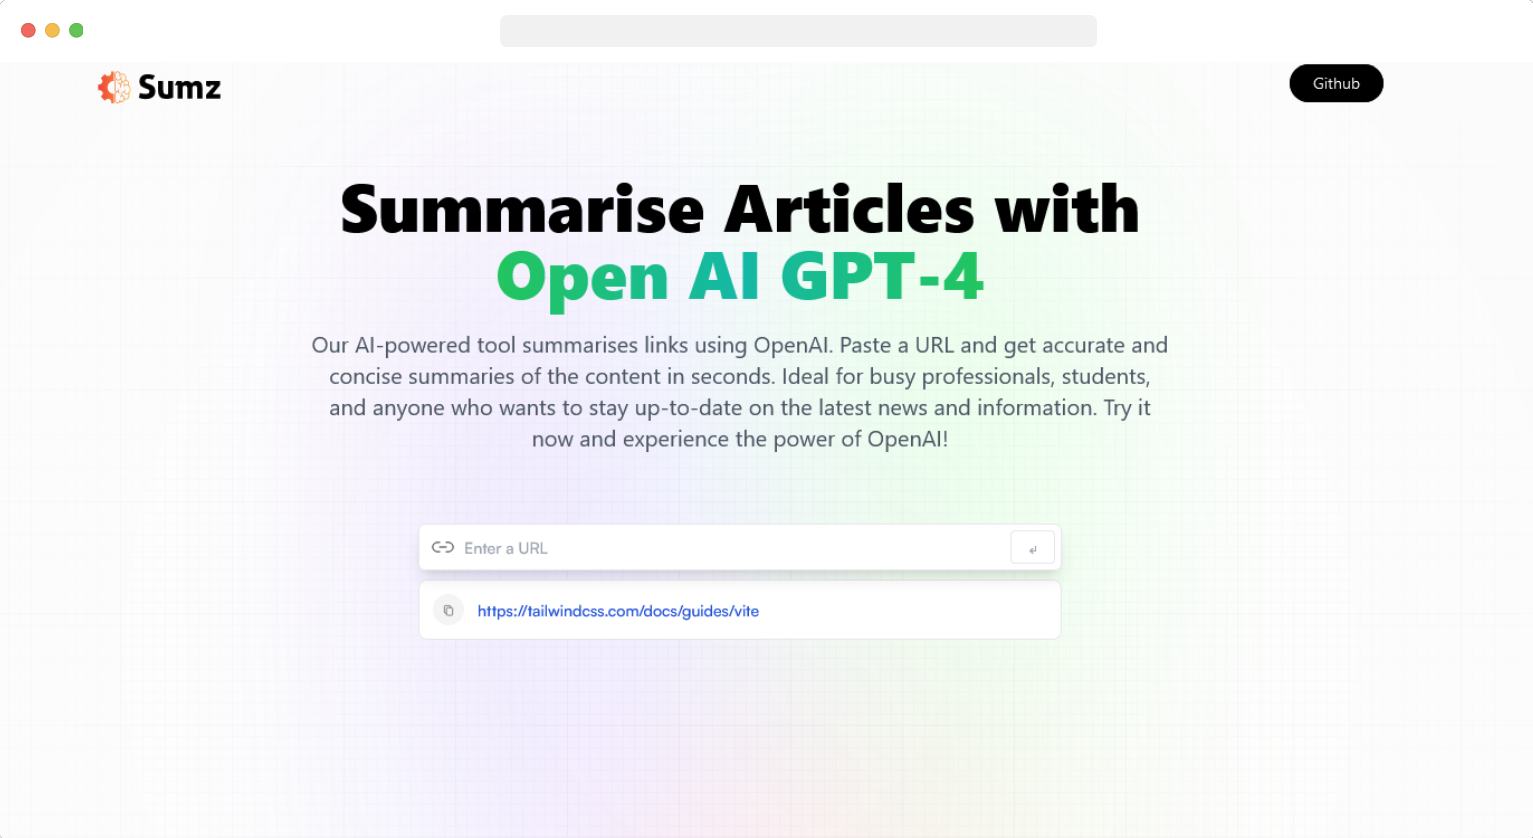 Sumz
Github
Summarise Articles with
Open AI GPT-4
Our AI-powered tool summarises links using OpenAI. Paste a URL and get accurate and
concise summaries of the content in seconds. Ideal for busy professionals, students,
and anyone who wants to stay up-to-date on the latest news and information. Try it
now and experience the power of OpenAI!
Enter a URL
https://tailwindcss.com/docs/guides/vite